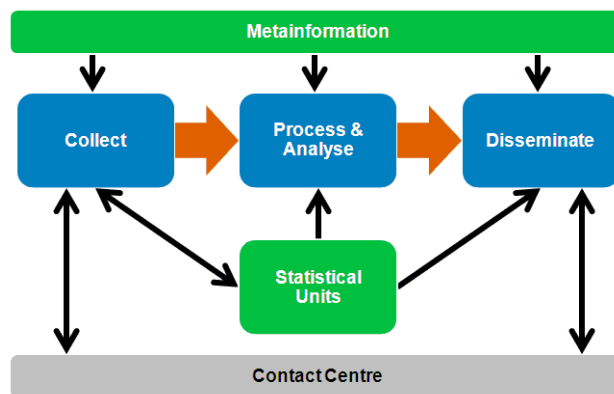 Metainformation
Collect
Process &
Analyse
Disseminate
Statistical
Units
Contact Centre